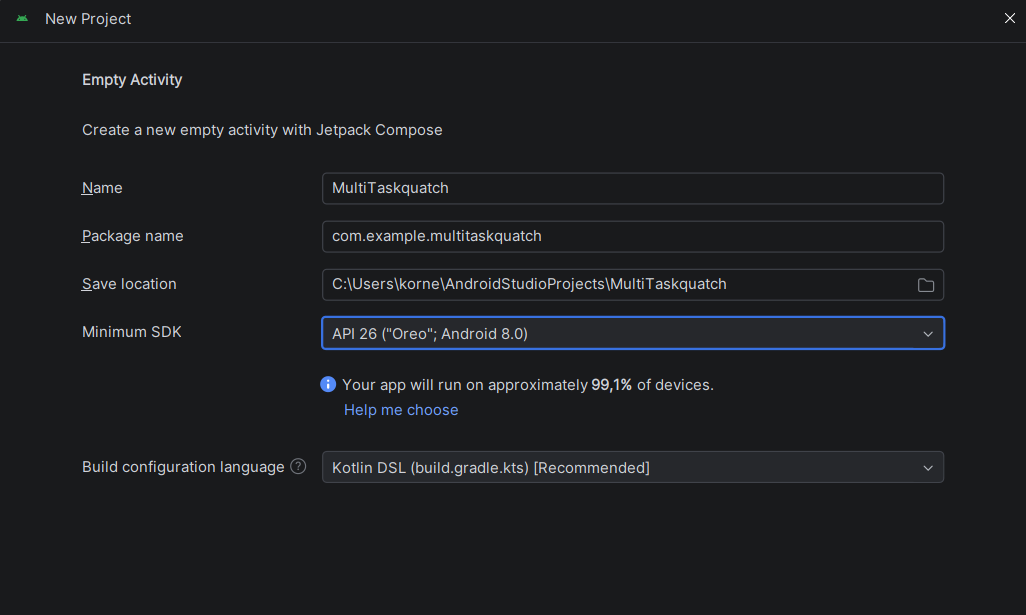 New Project
Empty Activity
Create a new empty activity with Jetpack Compose
Name MultiTaskquatch
Package name com.example.multitaskquatch
Save location C:\Users\korne\AndroidStudioProjects\MultiTaskquatch
Minimum SDK API 26 ("Oreo"; Android 8.0)
Your app will run on approximately 99,1% of devices.
Help me choose
Build configuration language Kotlin DSL (build.gradle.kts) [Recommended]